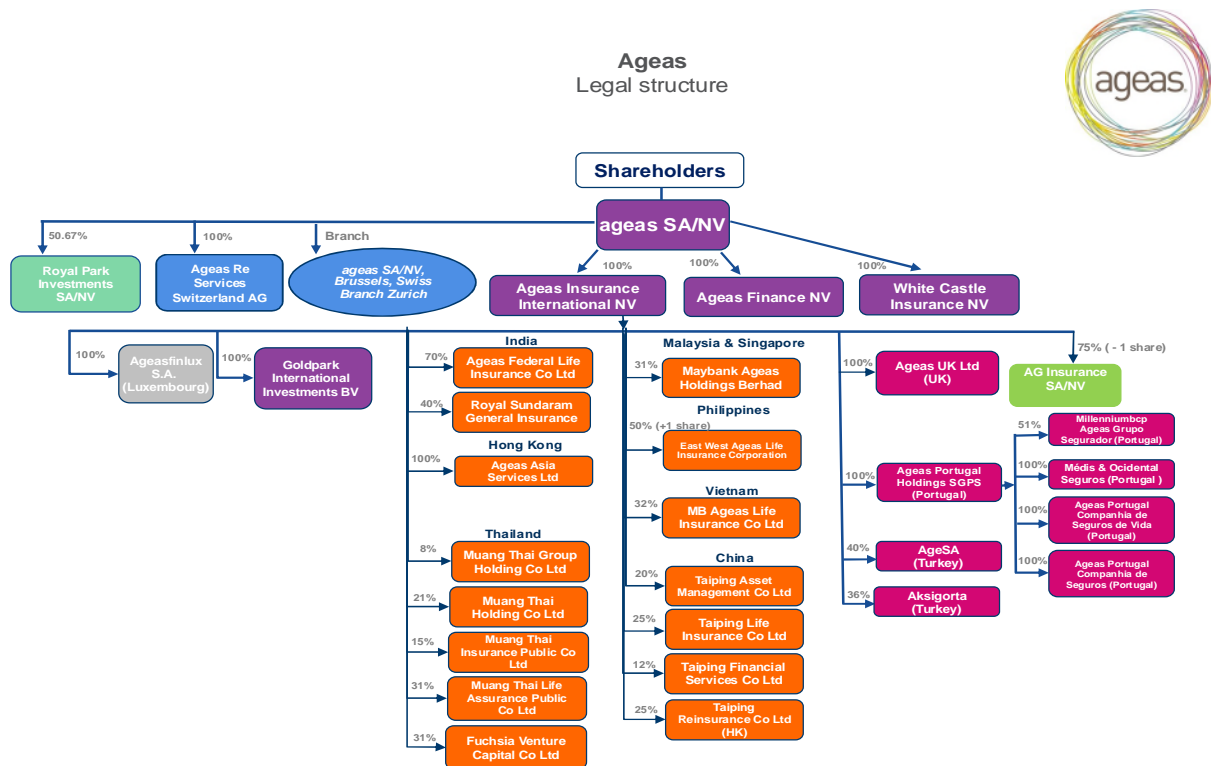 Ageas
Legal structure
ageas
Shareholders
ageas SA/NV
50.67%
100%
Branch
Royal Park
Investments
SA/NV
Ageas Re
Services
Switzerland AG
ageas SA/NV,
Brussels, Swiss
Branch Zurich
100%
100%
100%
Ageas Insurance
International NV
Ageas Finance NV
White Castle
Insurance NV
100%
Ageasfinlux
S.A.
(Luxembourg)
100%
Goldpark
International
Investments BV
India
70%
Ageas Federal Life
Insurance Co Ltd
40%
Royal Sundaram
General Insurance
Hong Kong
100%
Ageas Asia
Services Ltd
Thailand
8%
Muang Thai Group
Holding Co Ltd
21%
Muang Thai
Holding Co Ltd
15%
Muang Thai
Insurance Public Co
Ltd
31%
Muang Thai Life
Assurance Public
Co Ltd
31%
Fuchsia Venture
Capital Co Ltd
Malaysia & Singapore
31%
Maybank Ageas
Holdings Berhad
Philippines
50% (+1 share)
East West Ageas Life
Insurance Corporation
Vietnam
32%
MB Ageas Life
Insurance Co Ltd
China
20%
Taiping Asset
Management Co Ltd
25%
Taiping Life
Insurance Co Ltd
12%
Taiping Financial
Services Co Ltd
25%
Taiping
Reinsurance Co Ltd
(HK)
100%
Ageas UK Ltd
(UK)
75% ( - 1 share)
AG Insurance
SA/NV
100%
Ageas Portugal
Holdings SGPS
(Portugal)
51%
Millenniumbcp
Ageas Grupo
Segurador (Portugal)
100%
Médis & Ocidental
Seguros (Portugal )
100%
Ageas Portugal
Companhia de
Seguros de Vida
(Portugal)
100%
Ageas Portugal
Companhia de
Seguros (Portugal)
40%
AgeSA
(Turkey)
36%
Aksigorta
(Turkey)